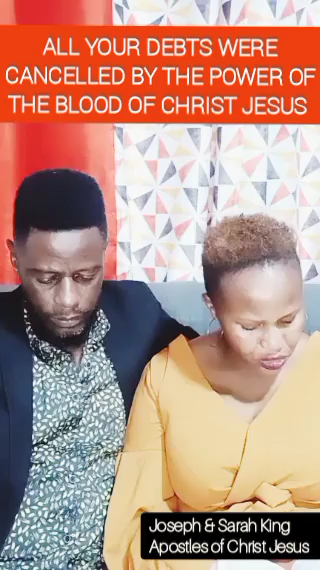 ALL YOUR DEBTS WERE
CANCELLED BY THE POWER OF
THE BLOOD OF CHRIST JESUS
Joseph & Sarah King
Apostles of Christ Jesus